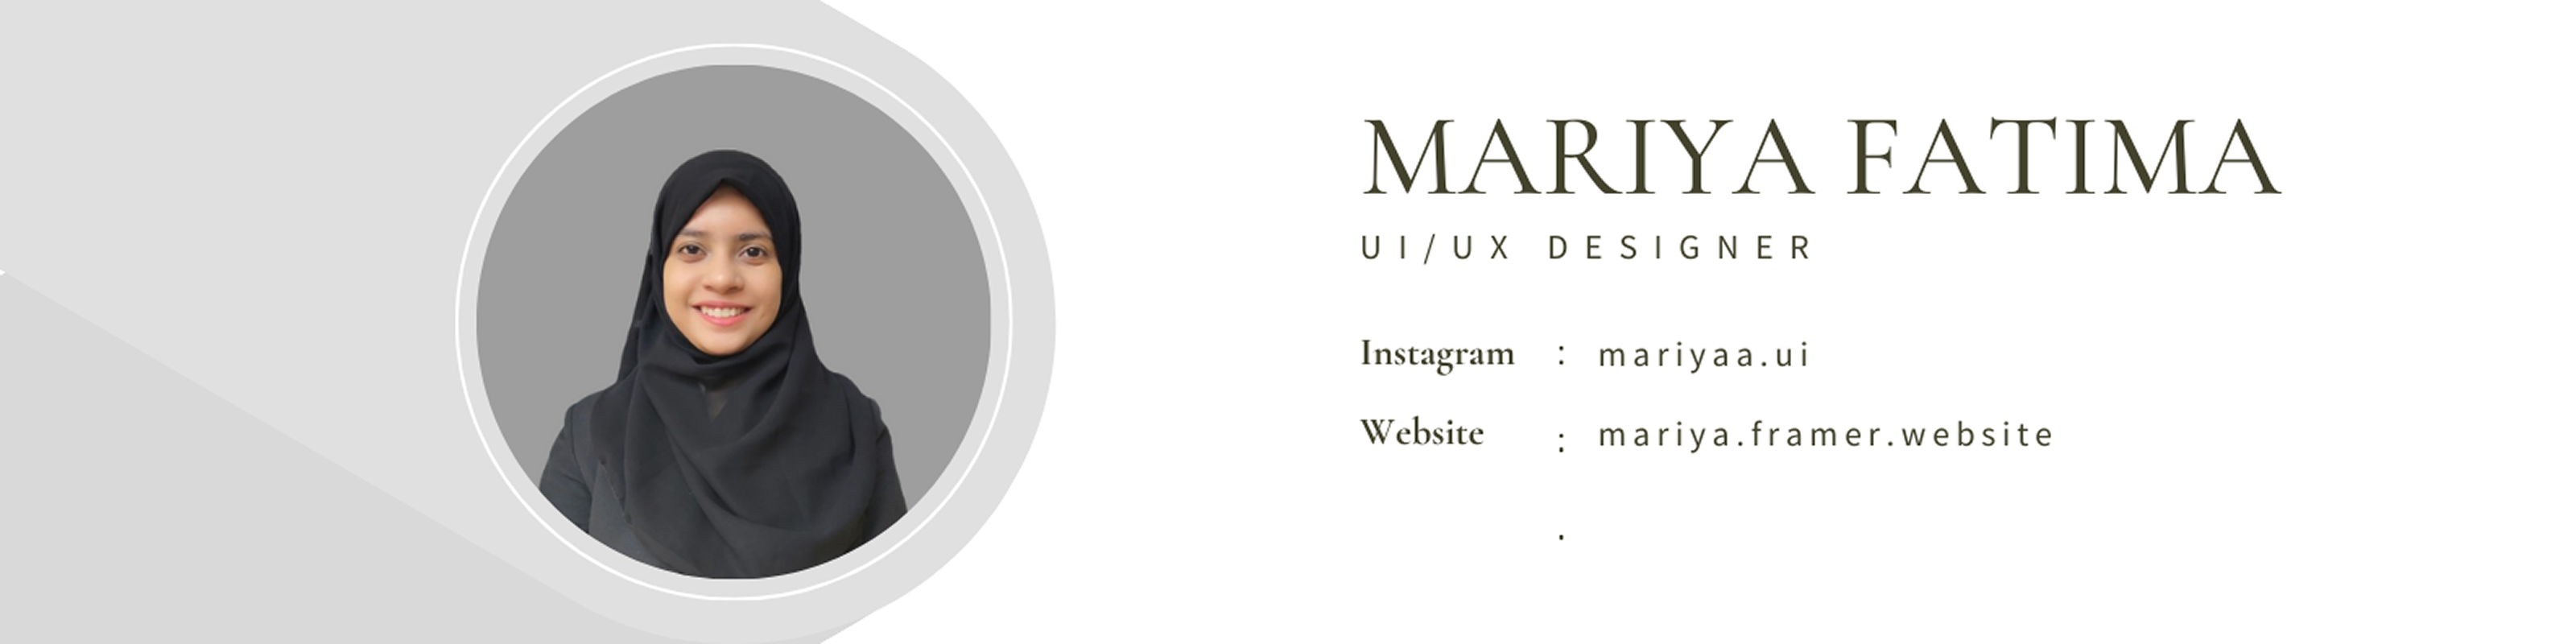 MARIYA FATIMA
UI/UX DESIGNER
Instagram : mariyaa.ui
Website : mariya.framer.website
.